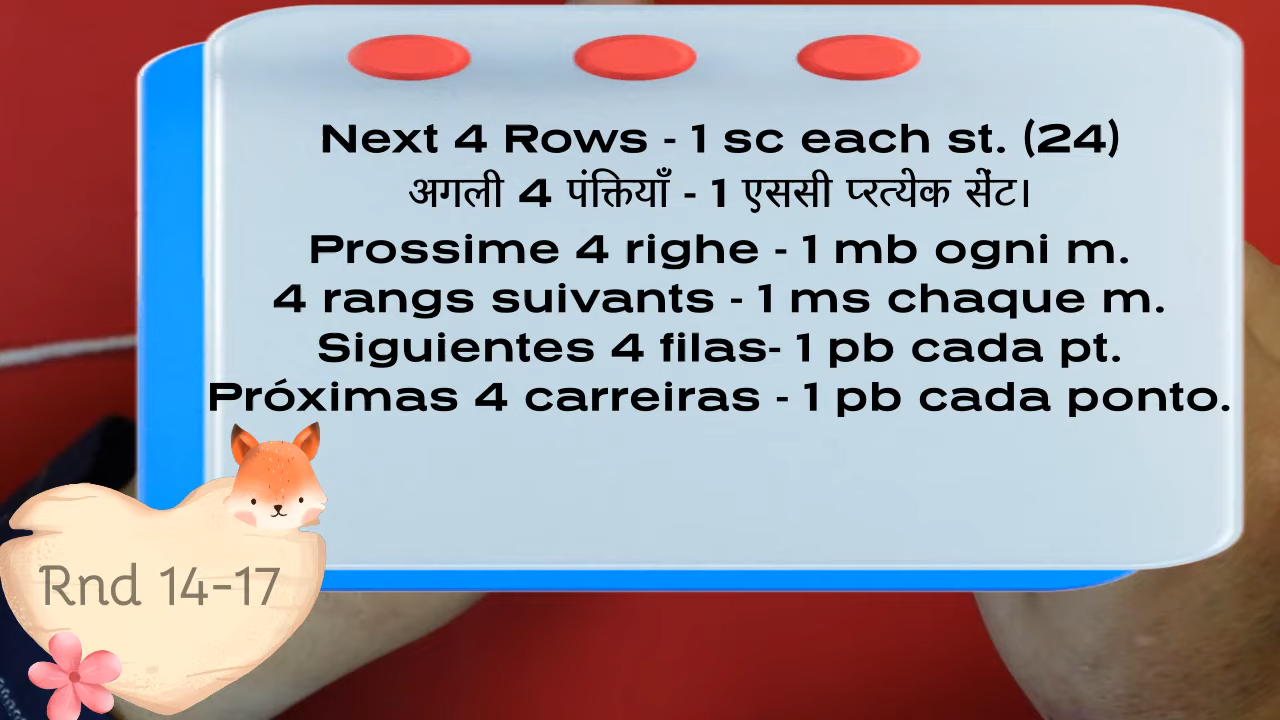 Next 4 Rows - 1 sc each st. (24)
अगली 4 पंक्तियाँ - 1 एससी प्रत्येक सेंट।
Prossime 4 righe - 1 mb ogni m.
4 rangs suivants - 1 ms chaque m.
Siguientes 4 filas- 1 pb cada pt.
Próximas 4 carreiras - 1 pb cada ponto.
Rnd 14-17